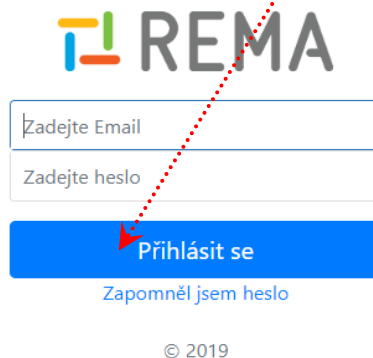 REMA
Zadejte Email
Zadejte heslo
Přihlásit se
Zapomněl jsem heslo
© 2019